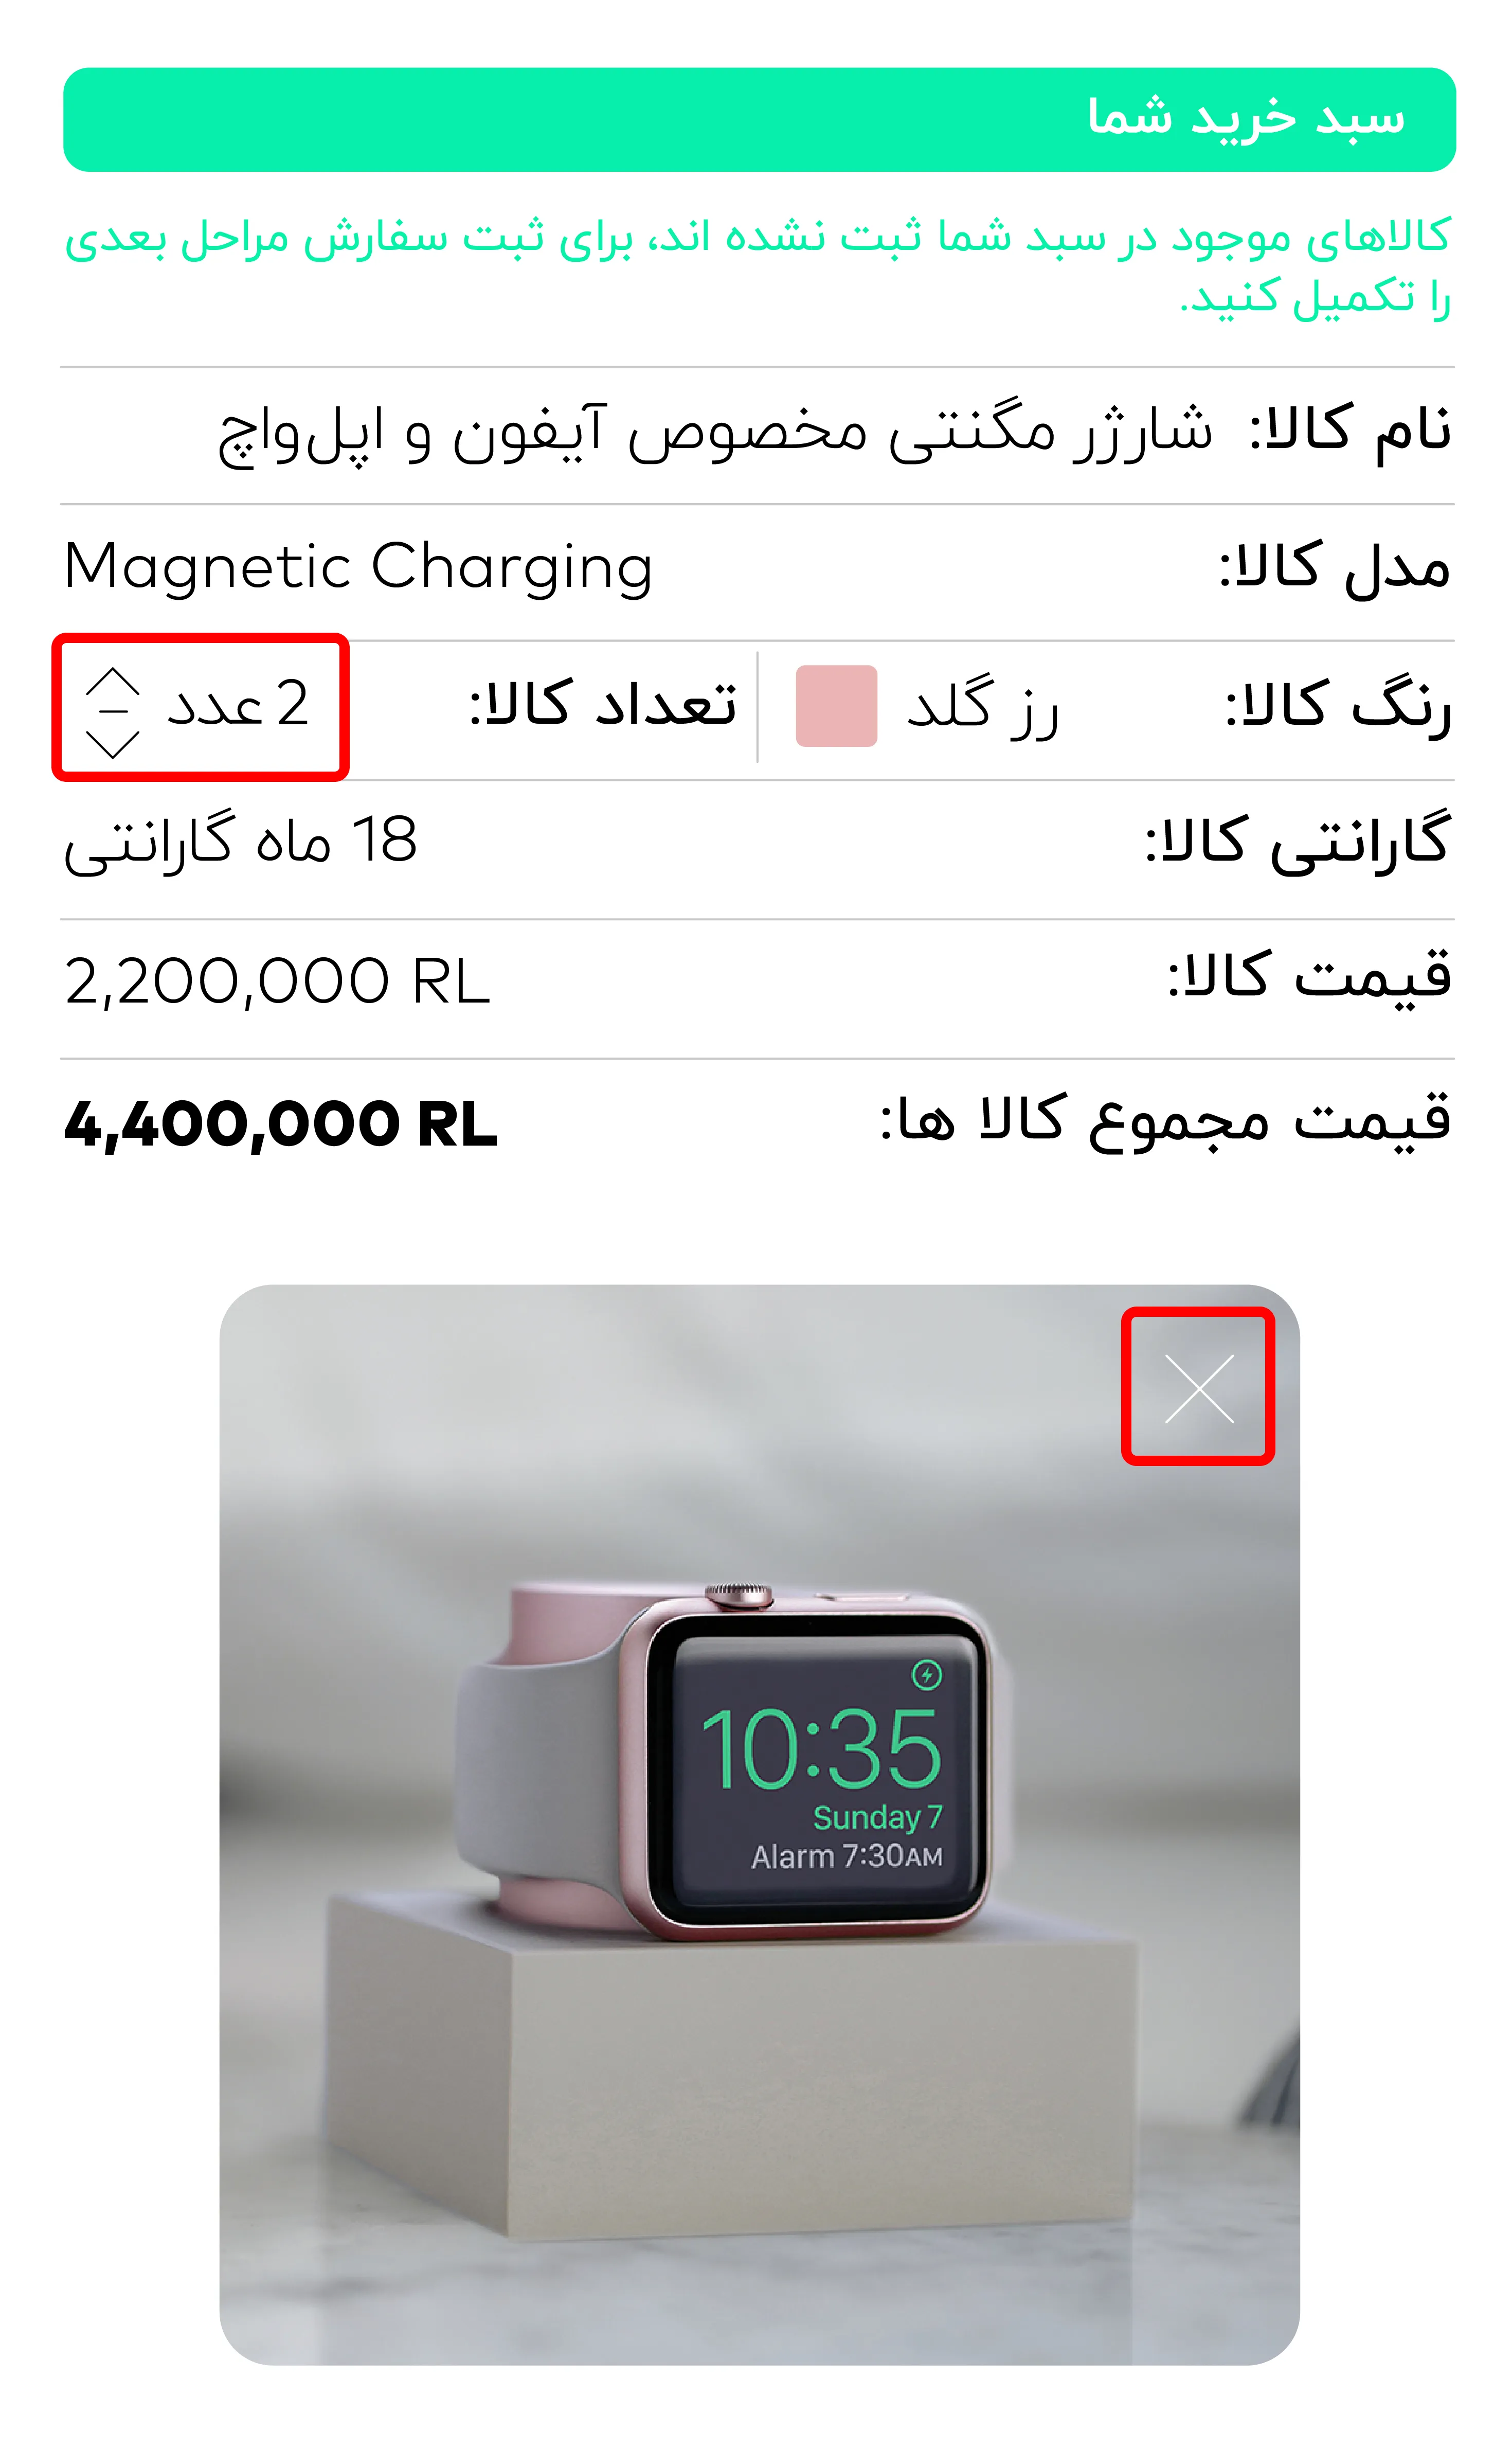 سبد خرید شما
کالاهای موجود در سبد شما ثبت نشده اند، برای ثبت سفارش مراحل بعدی
را تکمیل کنید.
نام کالا: شارژر مگنتی مخصوص آیفون و اپل‌واچ
مدل کالا: Magnetic Charging
رنگ کالا: رز گلد تعداد کالا: 2 عدد
گارانتی کالا: 18 ماه گارانتی
قیمت کالا: 2,200,000 RL
قیمت مجموع کالا ها: 4,400,000 RL
10:35
Sunday 7
Alarm 7:30AM